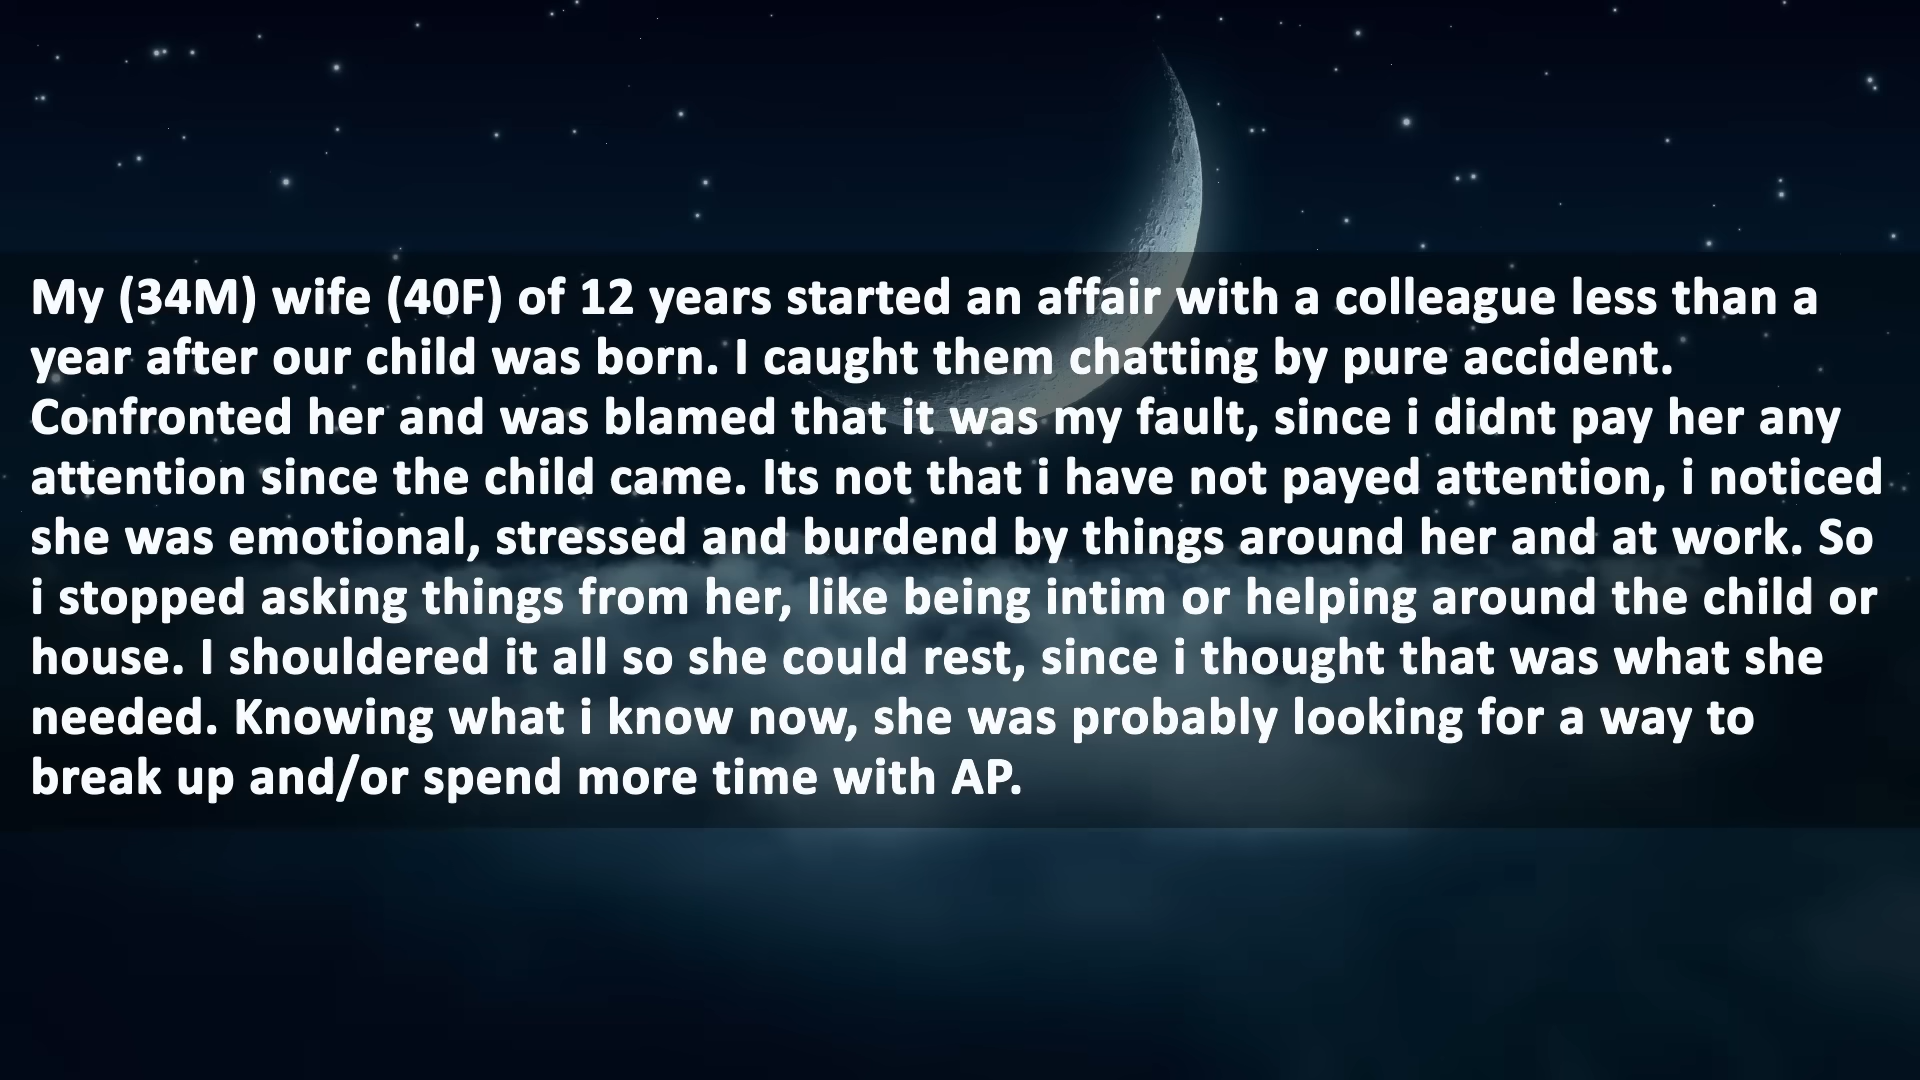 My (34M) wife (40F) of 12 years started an affair with a colleague less than a
year after our child was born. I caught them chatting by pure accident.
Confronted her and was blamed that it was my fault, since i didnt pay her any
attention since the child came. Its not that i have not payed attention, i noticed
she was emotional, stressed and burdend by things around her and at work. So
i stopped asking things from her, like being intim or helping around the child or
house. I shouldered it all so she could rest, since i thought that was what she
needed. Knowing what i know now, she was probably looking for a way to
break up and/or spend more time with AP.